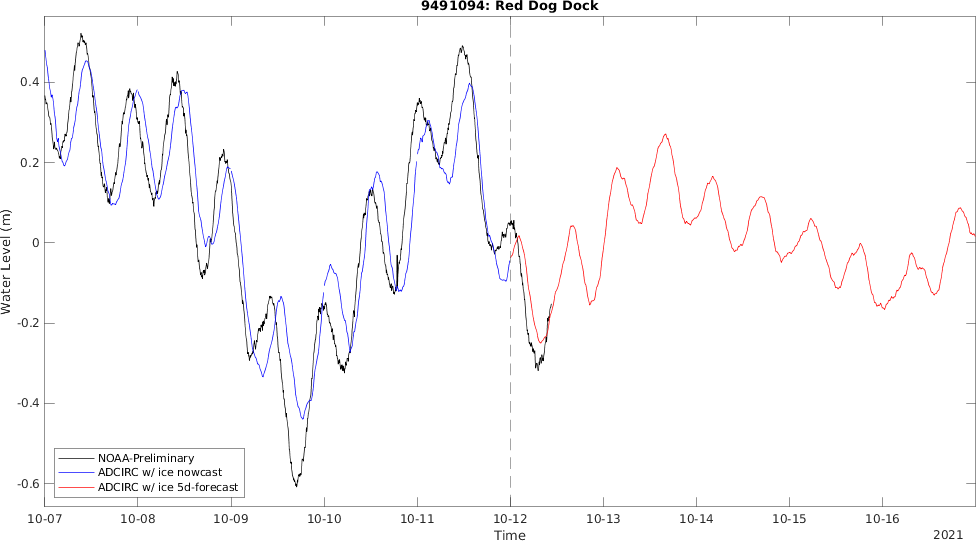 9491094: Red Dog Dock
Water Level (m)
0.4
0.2
0
-0.2
-0.4
-0.6
NOAA-Preliminary
ADCIRC w/ ice nowcast
ADCIRC w/ ice 5d-forecast
10-07 10-08 10-09 10-10 10-11 10-12 10-13 10-14 10-15 10-16
Time
2021